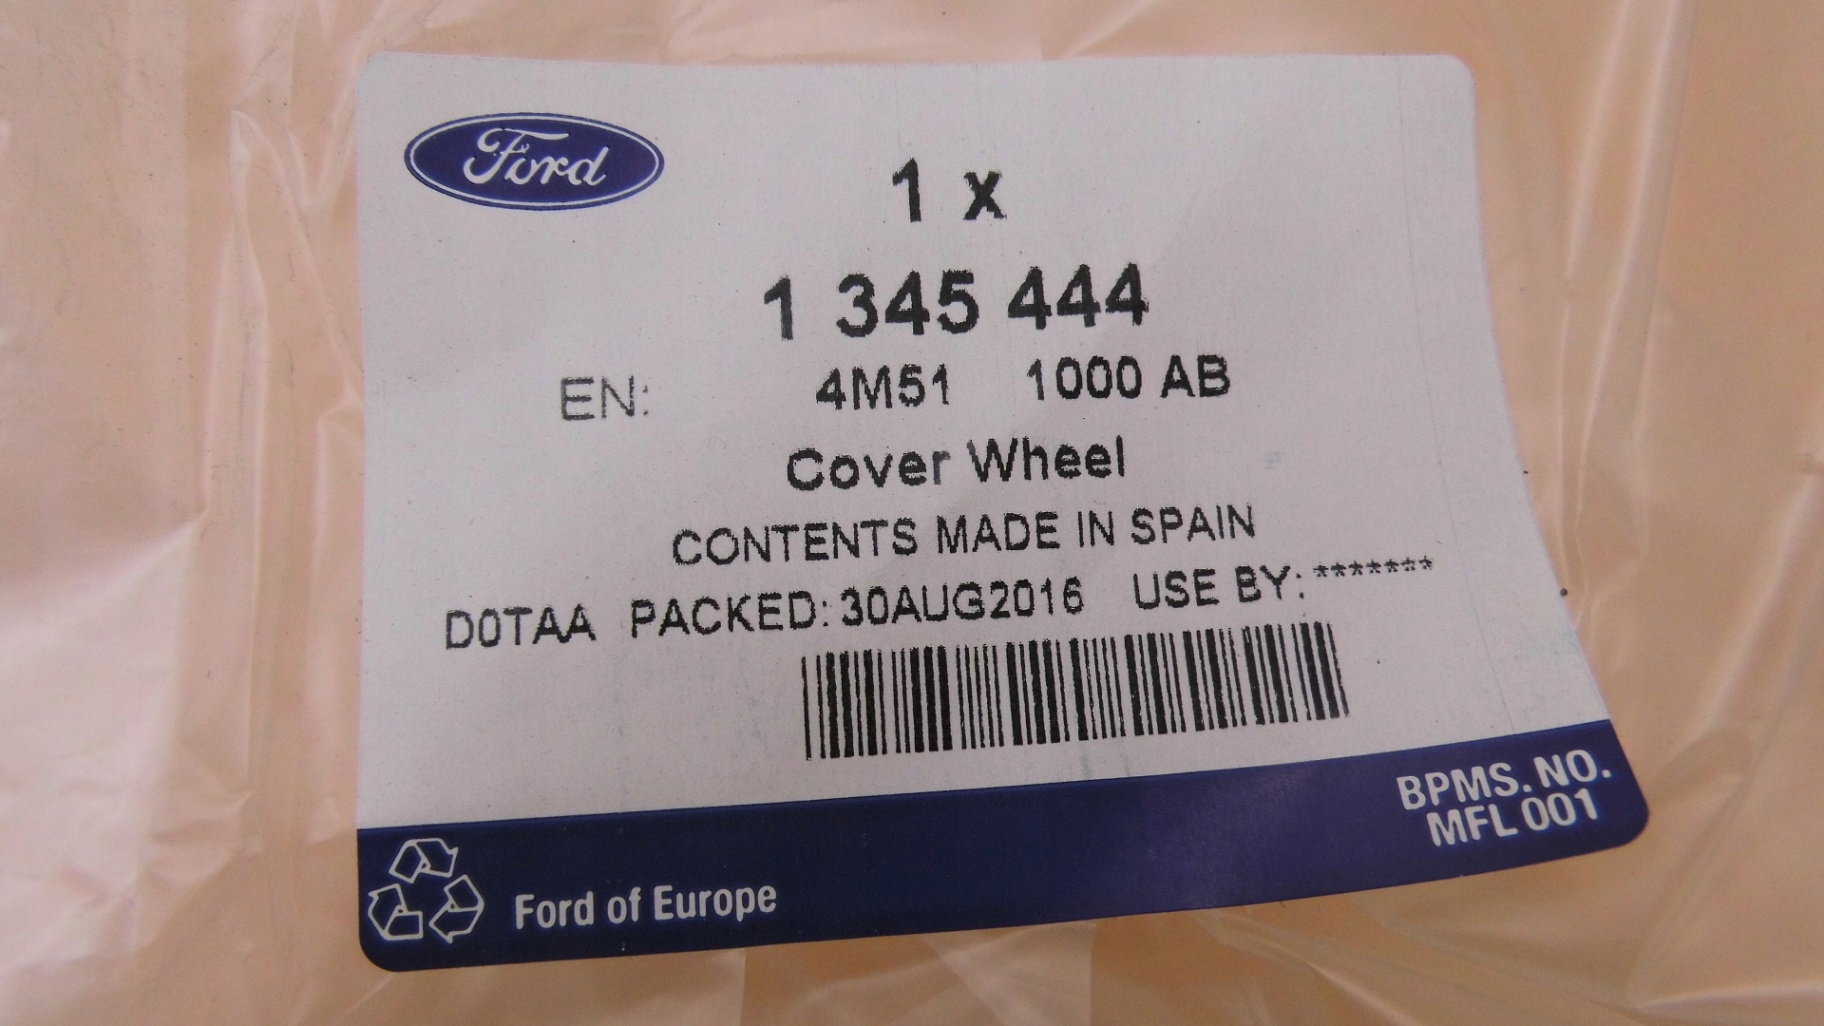 Ford
1 x
1 345 444
EN: 4M51 1000 AB
Cover Wheel
CONTENTS MADE IN SPAIN
D0TAA PACKED: 30AUG2016 USE BY: *******
BPMS. NO.
MFL 001
Ford of Europe